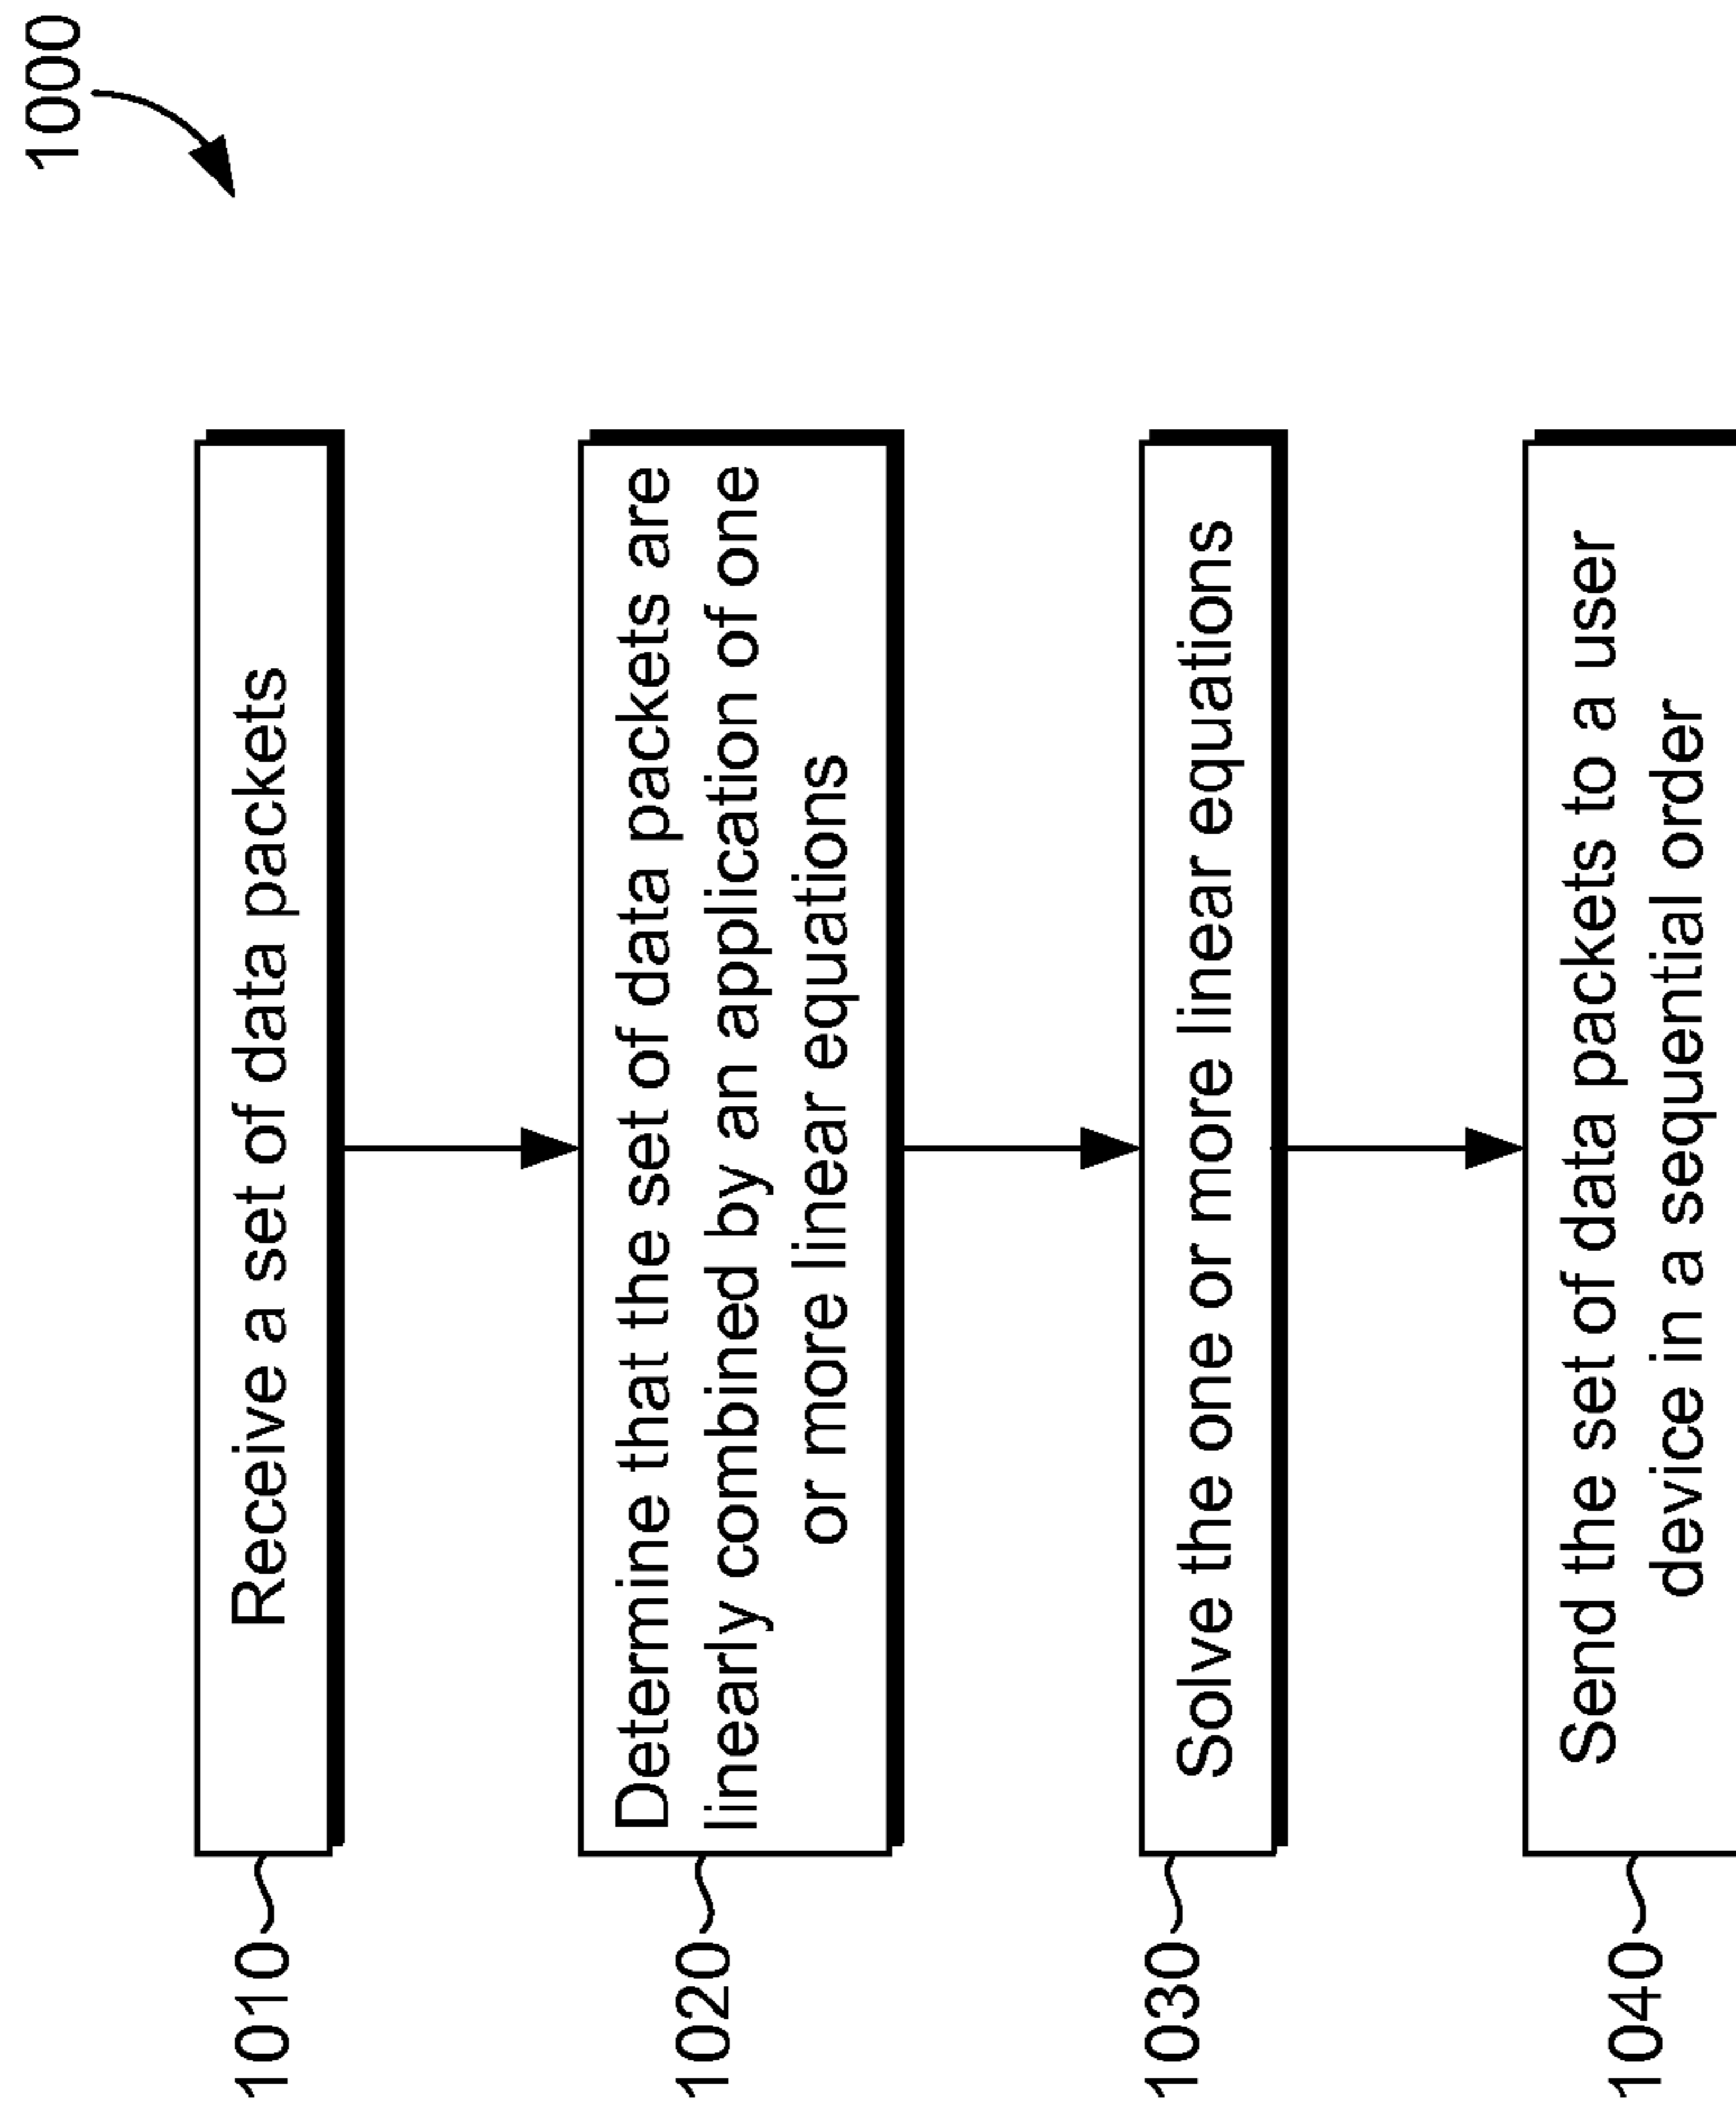 1000
1010
Receive a set of data packets
1020
Determine that the set of data packets are
linearly combined by an application of one
or more linear equations
1030
Solve the one or more linear equations
1040
Send the set of data packets to a user
device in a sequential order